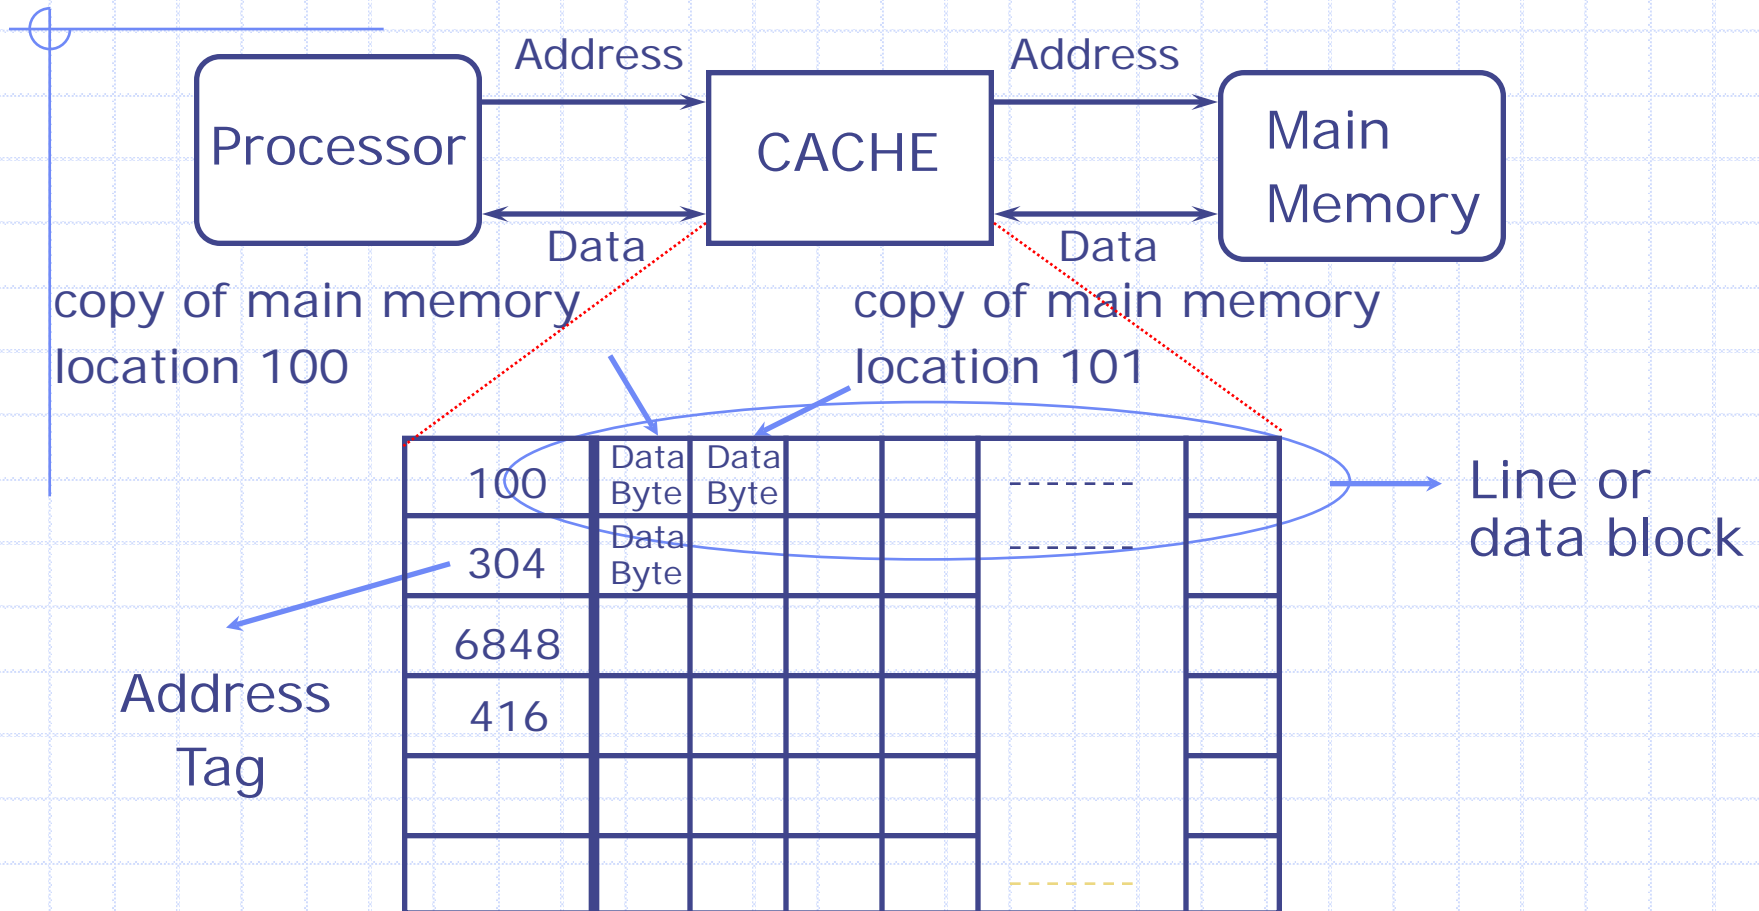 Address
Address
Processor
CACHE
Main
Memory
Data
Data
copy of main memory
location 100
copy of main memory
location 101
100
Data
Byte
Data
Byte
Line or
data block
304
Data
Byte
6848
416
Address
Tag